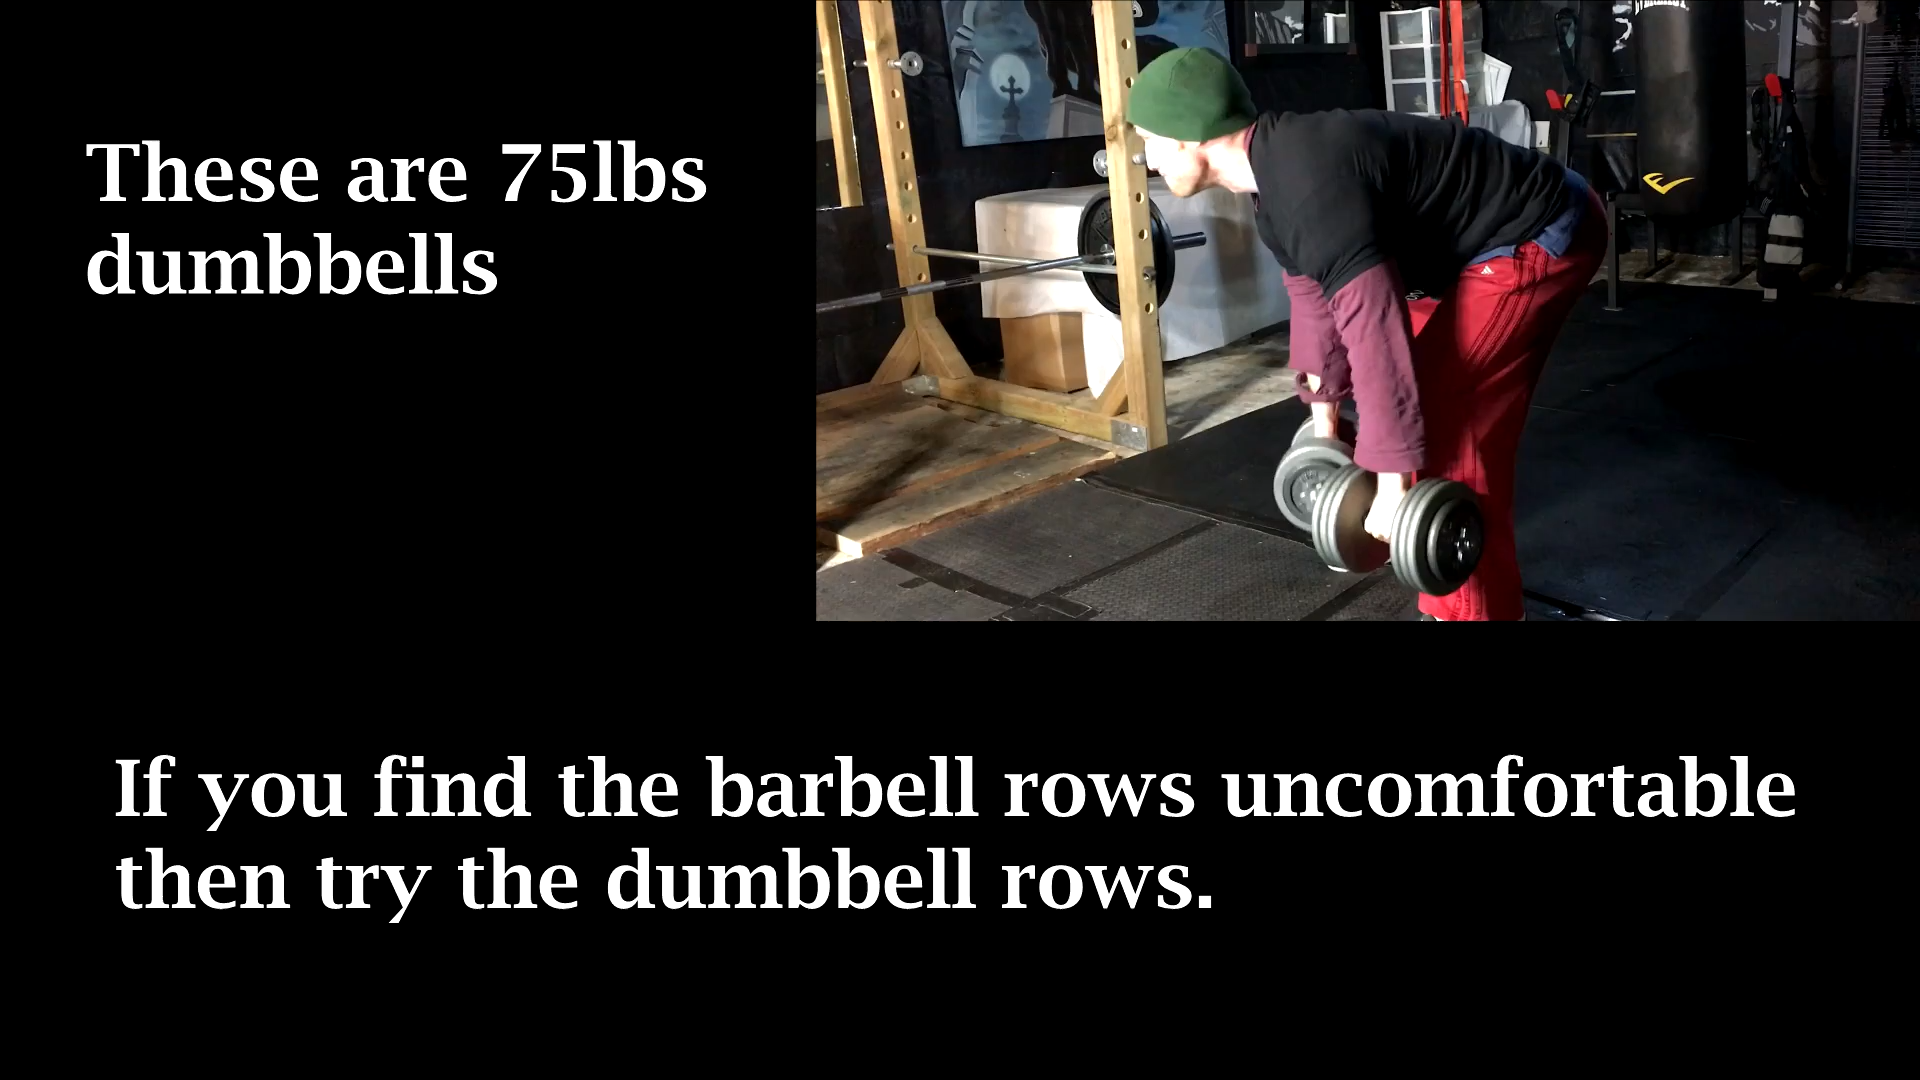 These are 75lbs
dumbbells
If you find the barbell rows uncomfortable
then try the dumbbell rows.